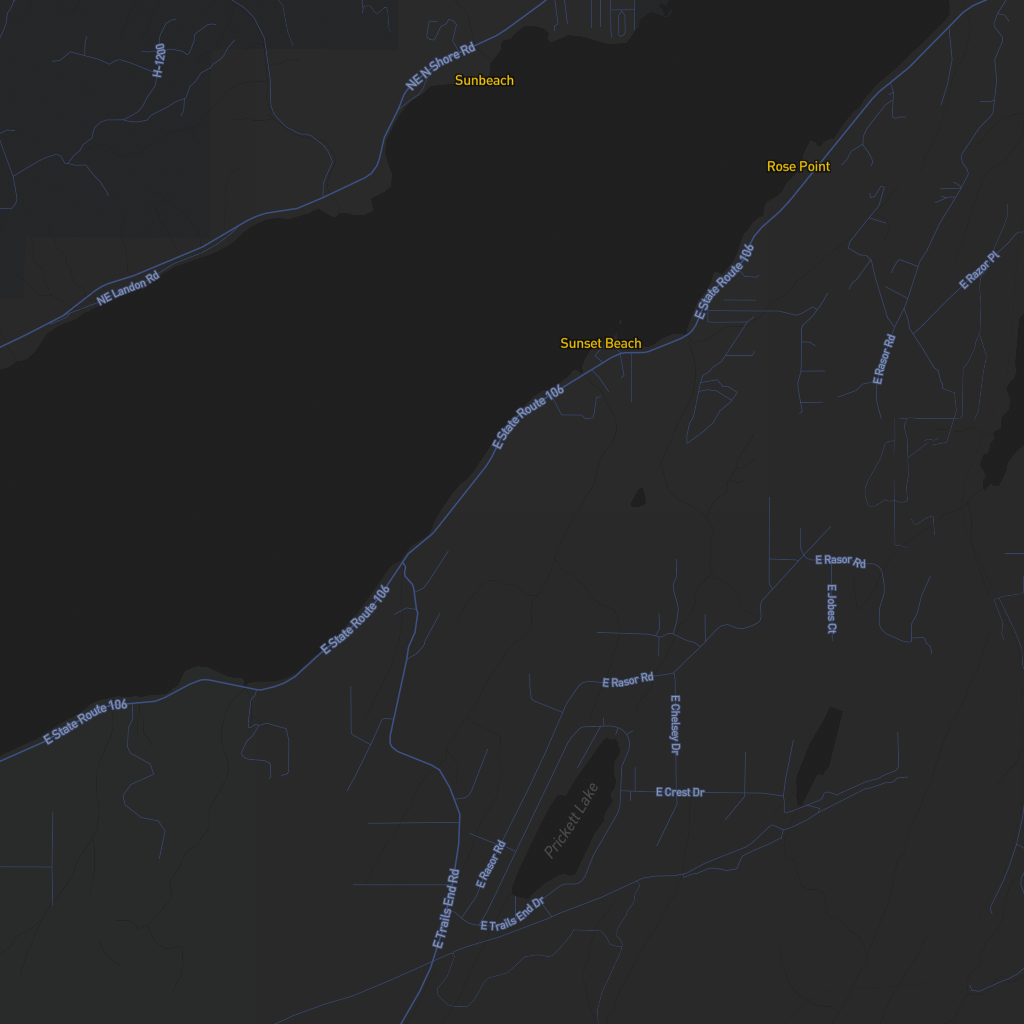 H-1200
NE N Shore Rd
Sunbeach
Rose Point
E State Route 106
E Razor Pl
NE Landon Rd
Sunset Beach
E Rasor Rd
E State Route 106
E Rasor Rd
E Jobes Ct
E State Route 106
E Rasor Rd
E Chelsey Dr
E State Route 106
E Crest Dr
Prickett Lake
E Rasor Rd
E Trails End Rd
E Trails End Dr